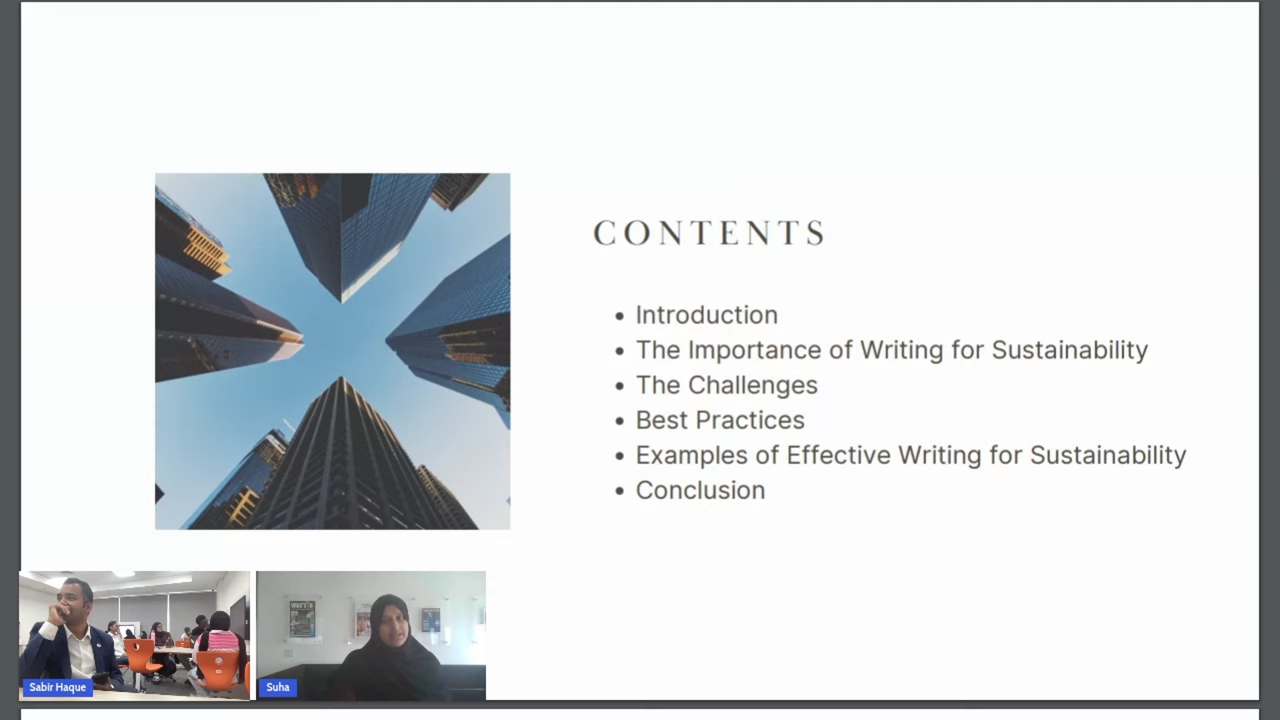 CONTENTS
Introduction
The Importance of Writing for Sustainability
The Challenges
Best Practices
Examples of Effective Writing for Sustainability
Conclusion
Sabir Haque
Suha